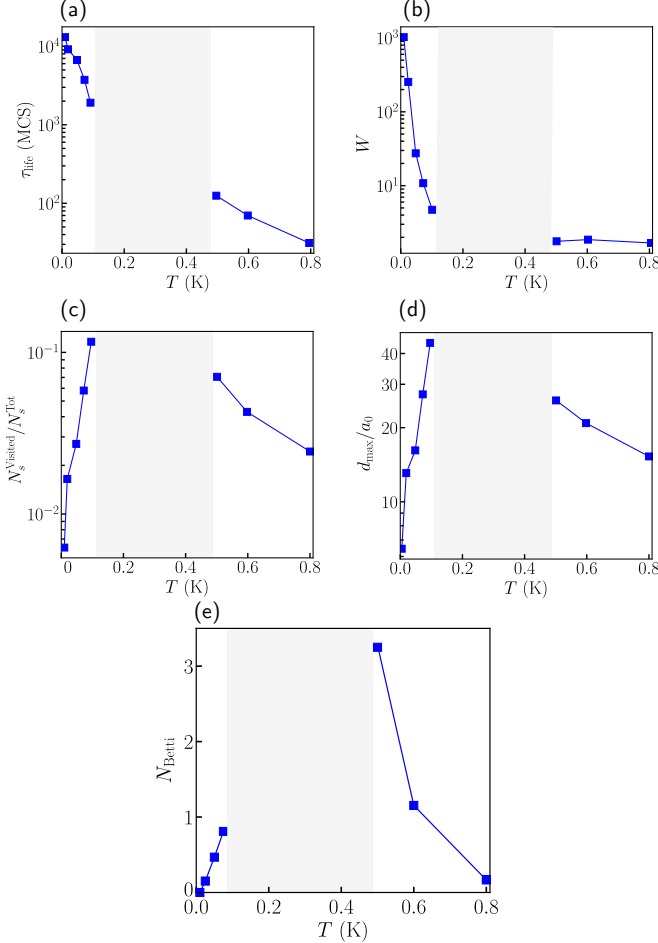 (a)
(b)
10^4
10^3
10^2
τ_life (MCS)
0.0 0.2 0.4 0.6 0.8
T (K)
10^3
10^2
10^1
W
0.0 0.2 0.4 0.6 0.8
T (K)
(c)
(d)
10^{-1}
10^{-2}
N_s^Visited/N_s^Tot
0 0.2 0.4 0.6 0.8
T (K)
40
30
20
10
d_max/a_0
0.0 0.2 0.4 0.6 0.8
T (K)
(e)
3
2
1
0
N_Betti
0.0 0.2 0.4 0.6 0.8
T (K)